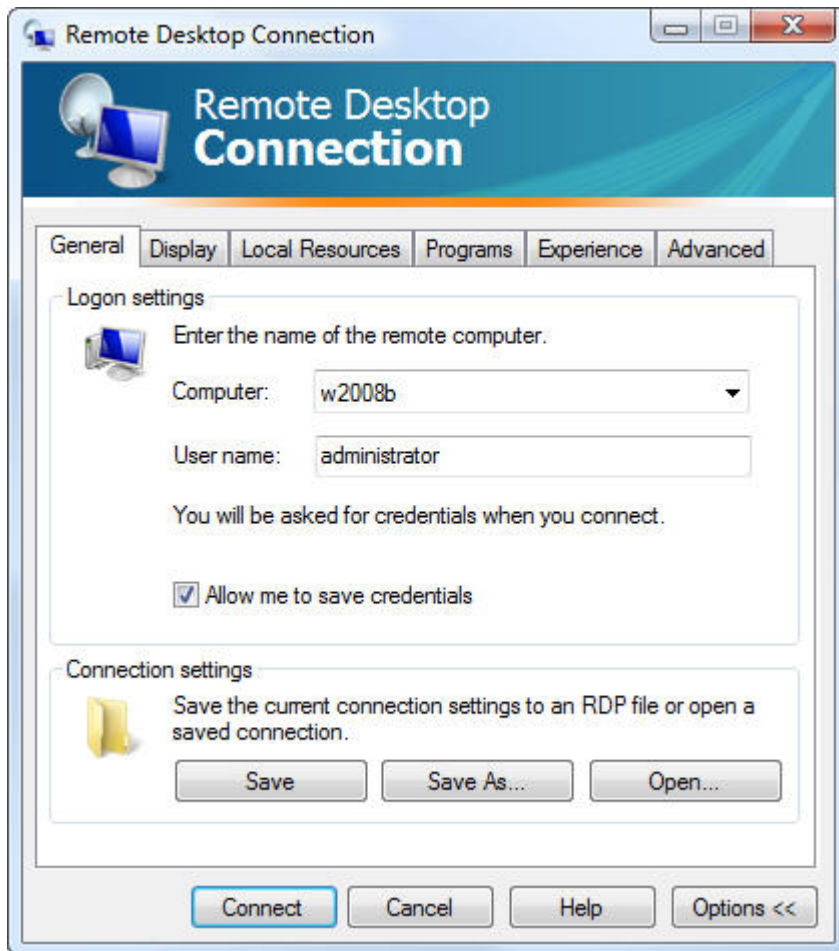 Remote Desktop Connection
Remote Desktop
Connection
General Display Local Resources Programs Experience Advanced
Logon settings
Enter the name of the remote computer.
Computer: w2008b
User name: administrator
You will be asked for credentials when you connect.
Allow me to save credentials
Connection settings
Save the current connection settings to an RDP file or open a
saved connection.
Save Save As... Open...
Connect Cancel Help Options <<